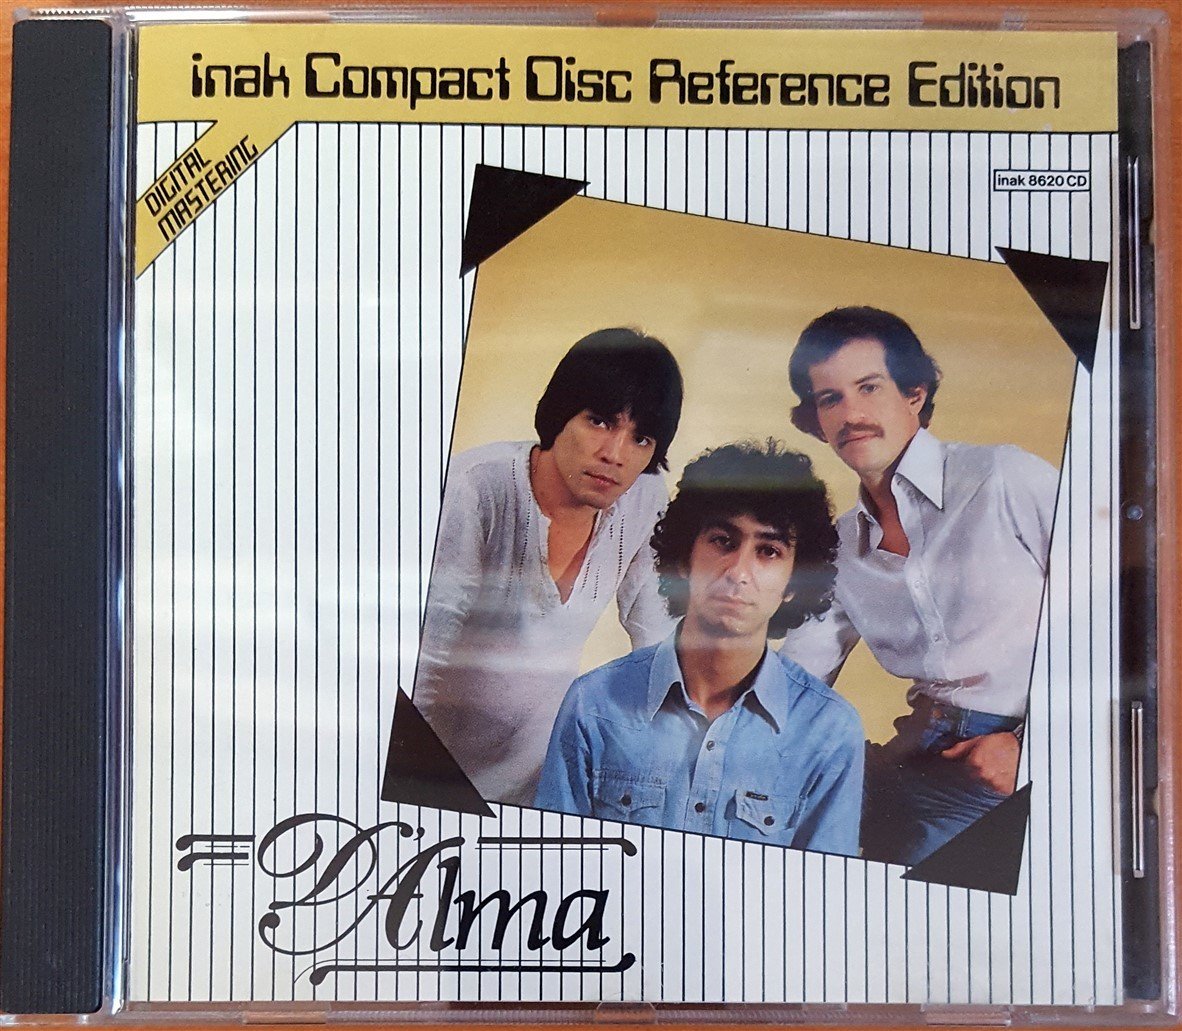 inak Compact Disc Reference Edition
DIGITAL
MASTERING
inak 8620 CD
D'Alma